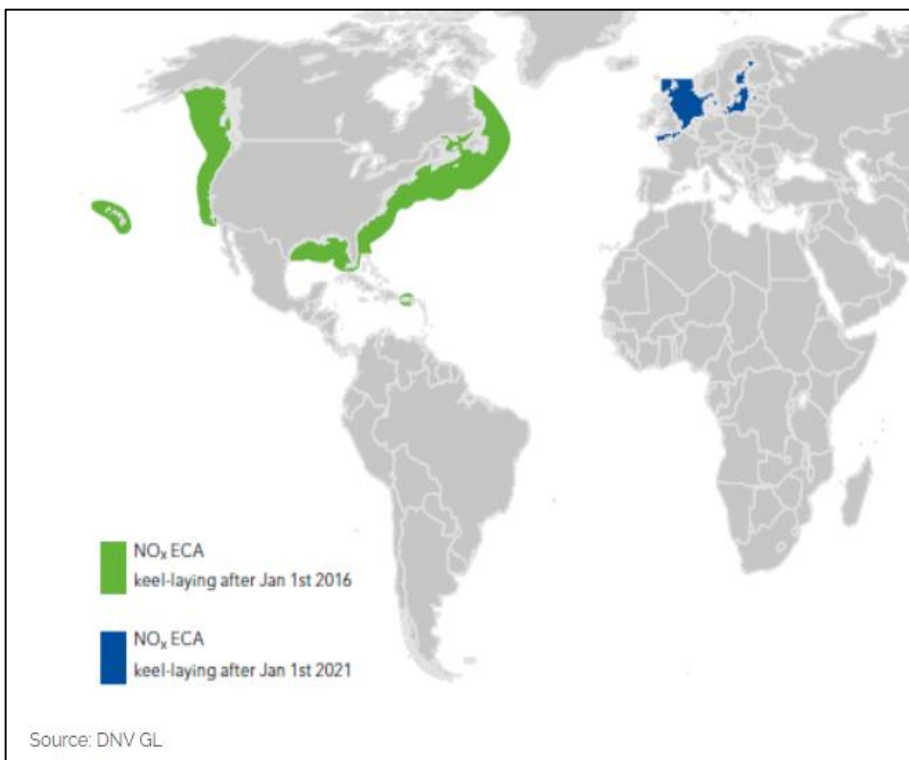 NOₓ ECA
keel-laying after Jan 1st 2016
NOₓ ECA
keel-laying after Jan 1st 2021
Source: DNV GL